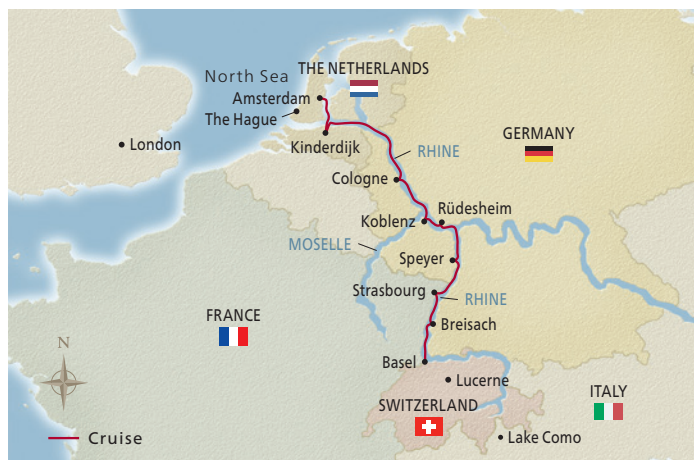 North Sea
THE NETHERLANDS
Amsterdam
The Hague
London
Kinderdijk
RHINE
GERMANY
Cologne
Koblenz
Rüdesheim
MOSELLE
Speyer
Strasbourg
RHINE
FRANCE
Breisach
N
Basel
Lucerne
ITALY
SWITZERLAND
Cruise
Lake Como